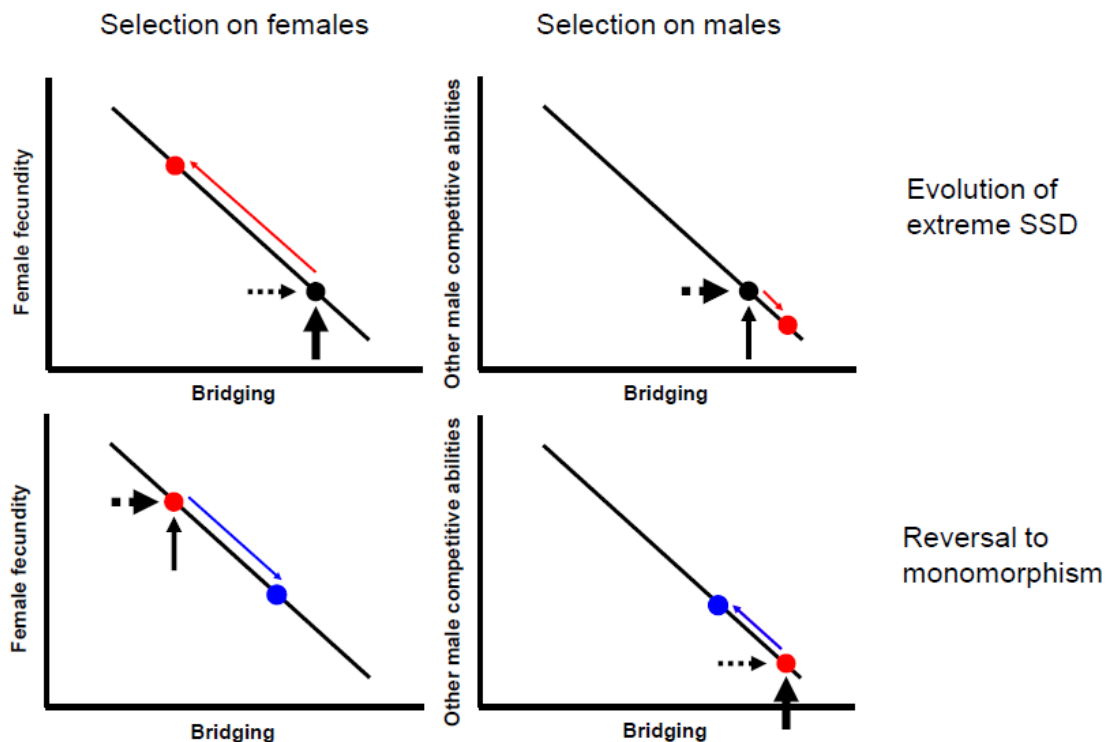 Selection on females
Selection on males
Female fecundity
Bridging
Other male competitive abilities
Bridging
Evolution of
extreme SSD
Female fecundity
Bridging
Other male competitive abilities
Bridging
Reversal to
monomorphism